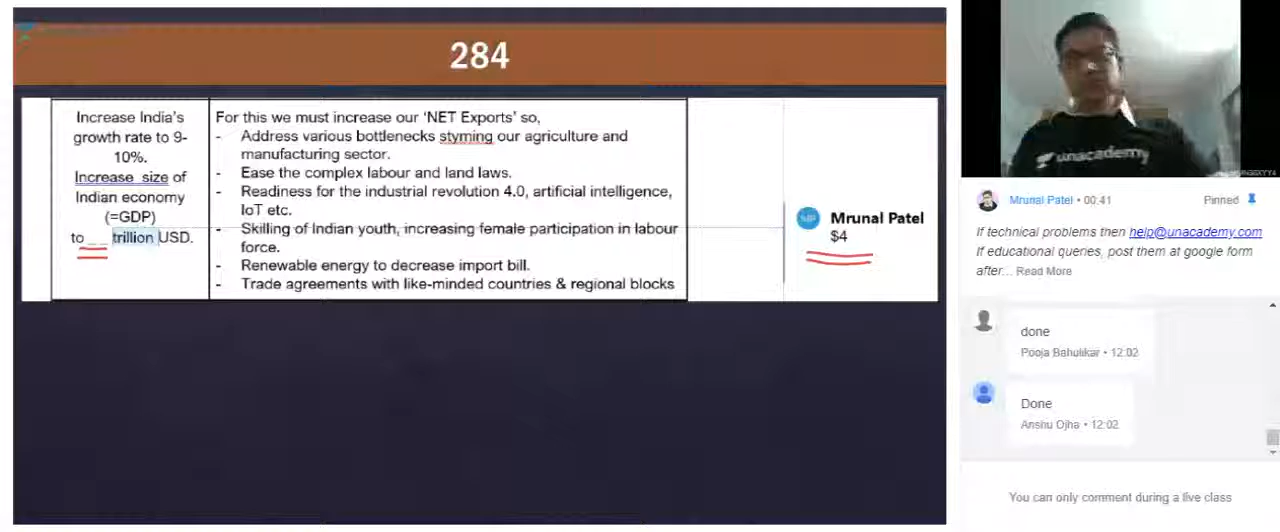 284
Increase India's
growth rate to 9-
10%.
Increase size of
Indian economy
(=GDP)
to __ trillion USD.
For this we must increase our 'NET Exports' so,
- Address various bottlenecks styming our agriculture and
manufacturing sector.
- Ease the complex labour and land laws.
- Readiness for the industrial revolution 4.0, artificial intelligence,
IoT etc.
- Skilling of Indian youth, increasing female participation in labour
force.
- Renewable energy to decrease import bill.
- Trade agreements with like-minded countries & regional blocks
Mrunal Patel
$4
unacademy
Mrunal Patel • 00:41 Pinned
If technical problems then help@unacademy.com
If educational queries, post them at google form
after... Read More
done
Pooja Bahulikar • 12:02
Done
Anshu Ojha • 12:02
You can only comment during a live class